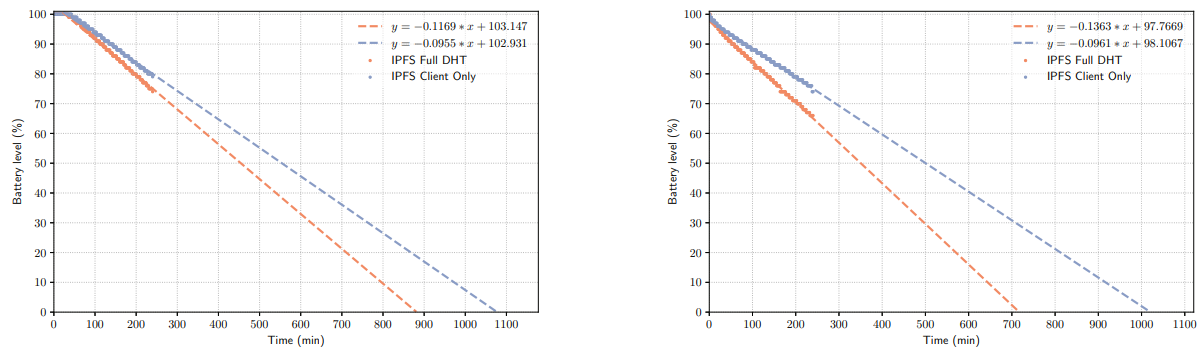 y = −0.1169 ∗ x + 103.147
y = −0.0955 ∗ x + 102.931
IPFS Full DHT
IPFS Client Only
Battery level (%)
100
90
80
70
60
50
40
30
20
10
0
0 100 200 300 400 500 600 700 800 900 1000 1100
Time (min)
y = −0.1363 ∗ x + 97.7669
y = −0.0961 ∗ x + 98.1067
IPFS Full DHT
IPFS Client Only
Battery level (%)
100
90
80
70
60
50
40
30
20
10
0
0 100 200 300 400 500 600 700 800 900 1000 1100
Time (min)